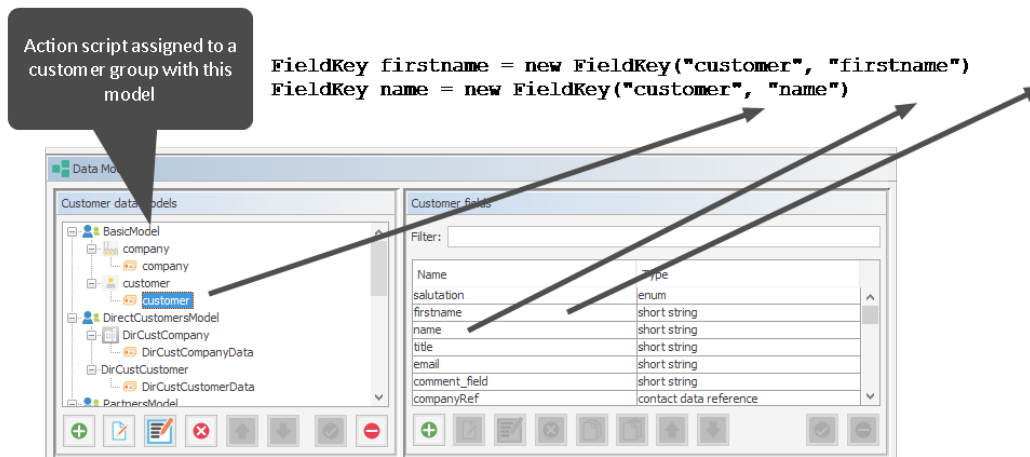 Action script assigned to a
customer group with this
model
FieldKey firstname = new FieldKey("customer", "firstname")
FieldKey name = new FieldKey("customer", "name")
Data Mo
Customer data models
BasicModel
company
company
customer
customer
DirectCustomersModel
DirCustCompany
DirCustCompanyData
DirCustCustomer
DirCustCustomerData
PartnersModel
Customer fields
Filter:
Name Type
salutation enum
firstname short string
name short string
title short string
email short string
comment_field short string
companyRef contact data reference